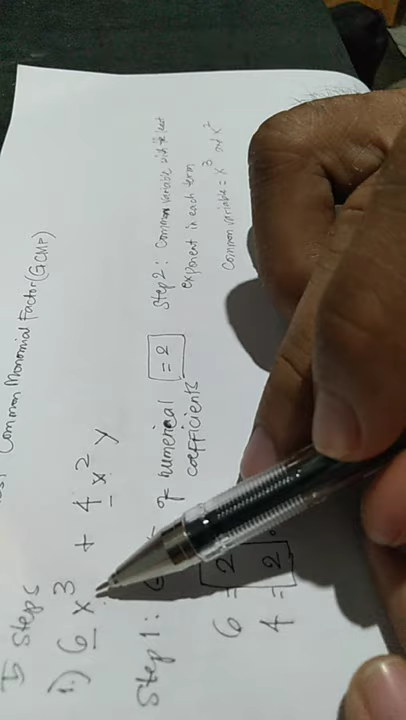 Common Monomial Factor (GCMF)
5 Steps
1.) 6x³ + 4x²y
Step 1: of numerical = 2
coefficients
6 = 2
4 = 2 .
Step 2: Common variable with the least
exponent in each term
Common variable = x³ and x²